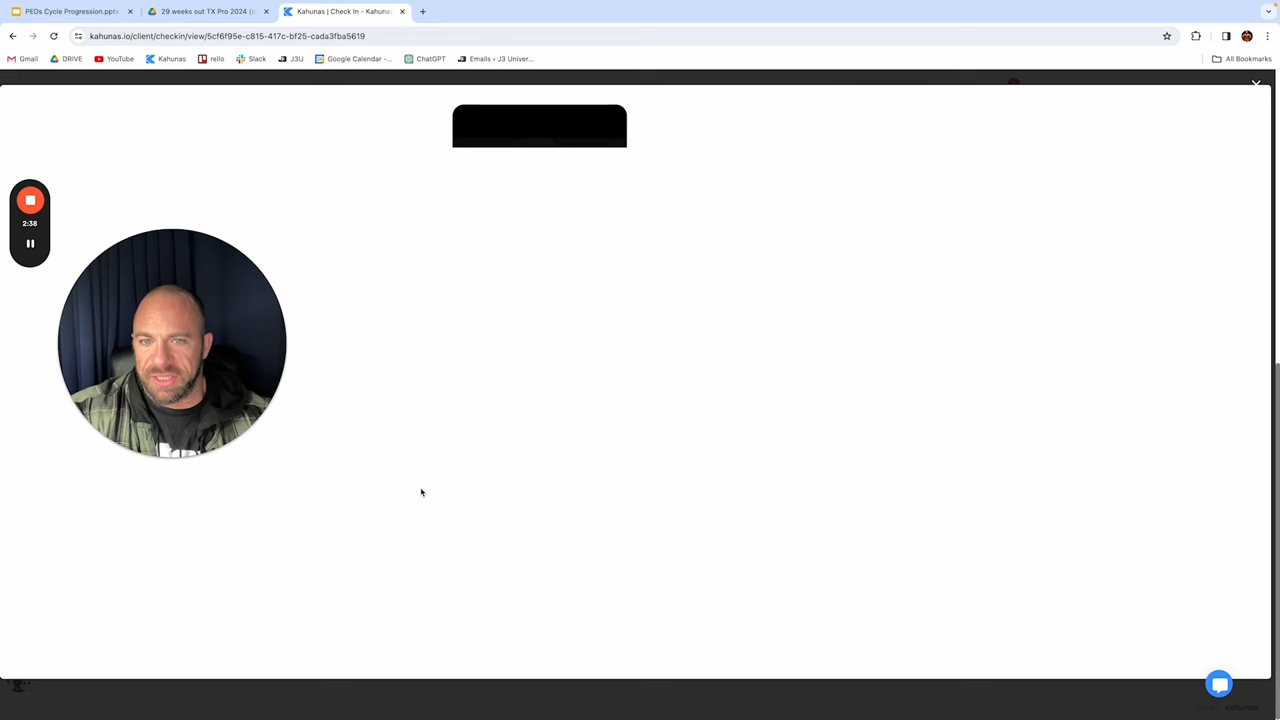 PEDs Cycle Progression.pptx
29 weeks out TX Pro 2024 (o
Kahunas | Check In - Kahunas
kahunas.io/client/checkin/view/5cf6f95e-c815-417c-bf25-cada3fba5619
Gmail DRIVE YouTube Kahunas rello Slack J3U Google Calendar -... ChatGPT Emails ‹ J3 Univer... All Bookmarks
2:38
Kahunas